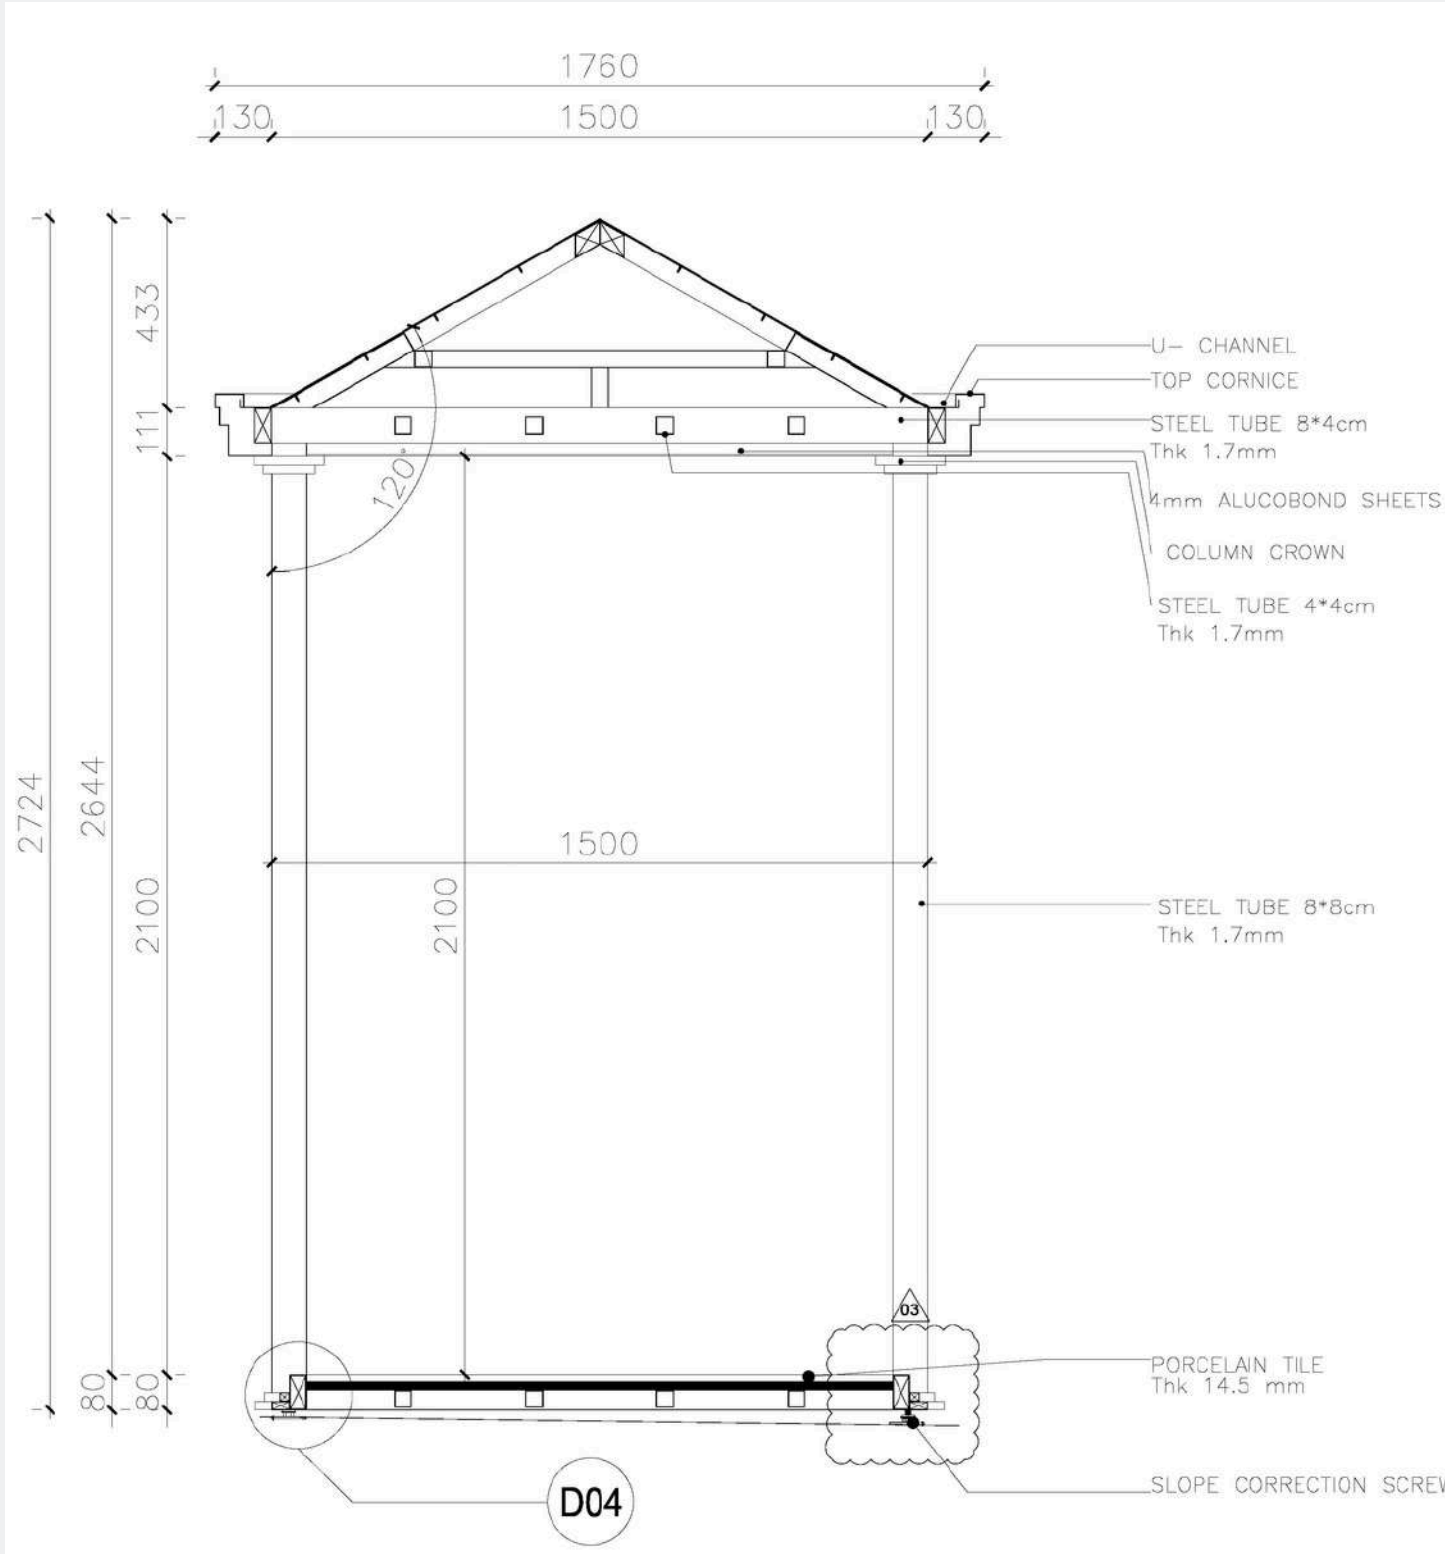 1760
130
1500
130
433
111
120
2724
2644
2100
2100
1500
80
80
U- CHANNEL
TOP CORNICE
STEEL TUBE 8*4cm
Thk 1.7mm
4mm ALUCOBOND SHEETS
COLUMN CROWN
STEEL TUBE 4*4cm
Thk 1.7mm
STEEL TUBE 8*8cm
Thk 1.7mm
03
PORCELAIN TILE
Thk 14.5 mm
SLOPE CORRECTION SCREW
D04